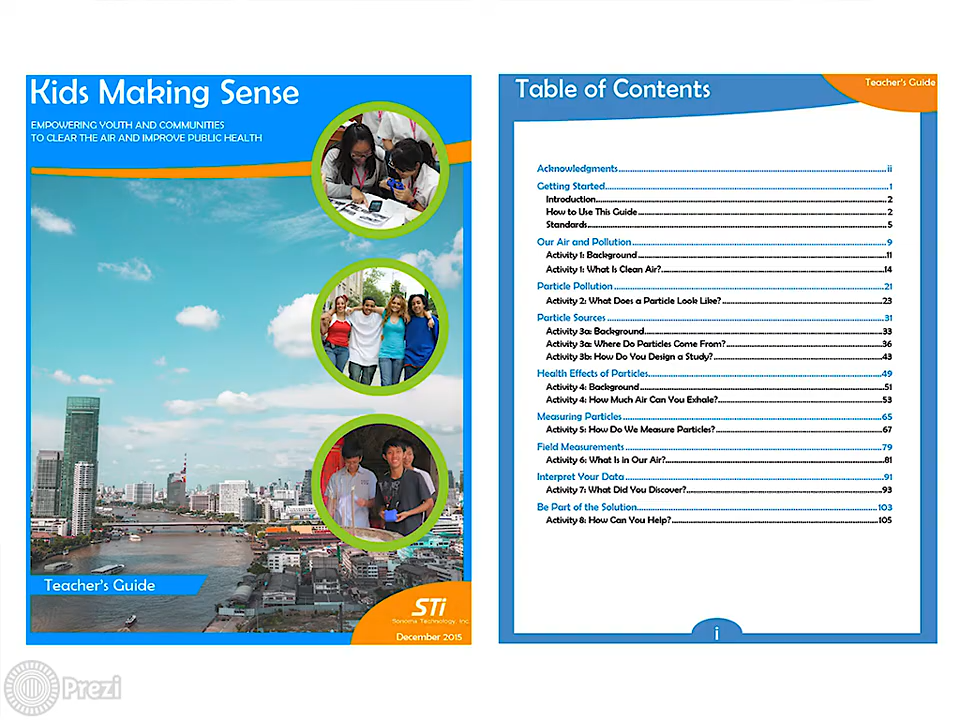 Kids Making Sense
EMPOWERING YOUTH AND COMMUNITIES
TO CLEAR THE AIR AND IMPROVE PUBLIC HEALTH
Teacher's Guide
STi
Sonoma Technology, Inc.
December 2015
Table of Contents
Teacher's Guide
Acknowledgments ii
Getting Started 1
Introduction 2
How to Use This Guide 2
Standards 5
Our Air and Pollution 9
Activity 1: Background 11
Activity 1: What Is Clean Air? 14
Particle Pollution 21
Activity 2: What Does a Particle Look Like? 23
Particle Sources 31
Activity 3a: Background 33
Activity 3a: Where Do Particles Come From? 36
Activity 3b: How Do You Design a Study? 43
Health Effects of Particles 49
Activity 4: Background 51
Activity 4: How Much Air Can You Exhale? 53
Measuring Particles 65
Activity 5: How Do We Measure Particles? 67
Field Measurements 79
Activity 6: What Is in Our Air? 81
Interpret Your Data 91
Activity 7: What Did You Discover? 93
Be Part of the Solution 103
Activity 8: How Can You Help? 105
i
Prezi